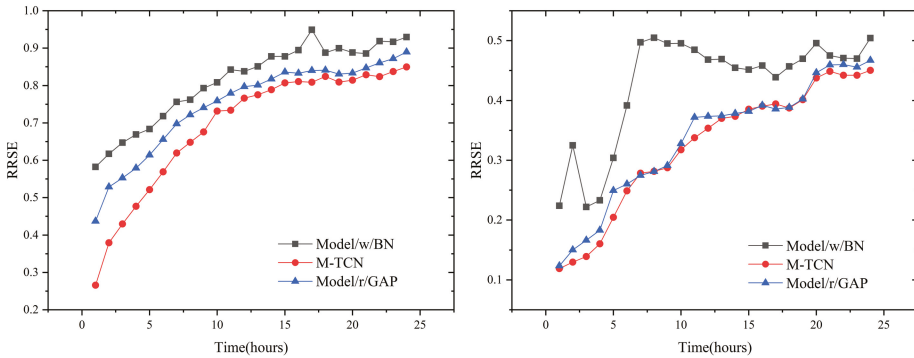 1.0
0.9
0.8
0.7
0.6
0.5
0.4
0.3
0.2
RRSE
0
5
10
15
20
25
Time(hours)
Model/w/BN
M-TCN
Model/r/GAP
0.5
0.4
0.3
0.2
0.1
RRSE
0
5
10
15
20
25
Time(hours)
Model/w/BN
M-TCN
Model/r/GAP